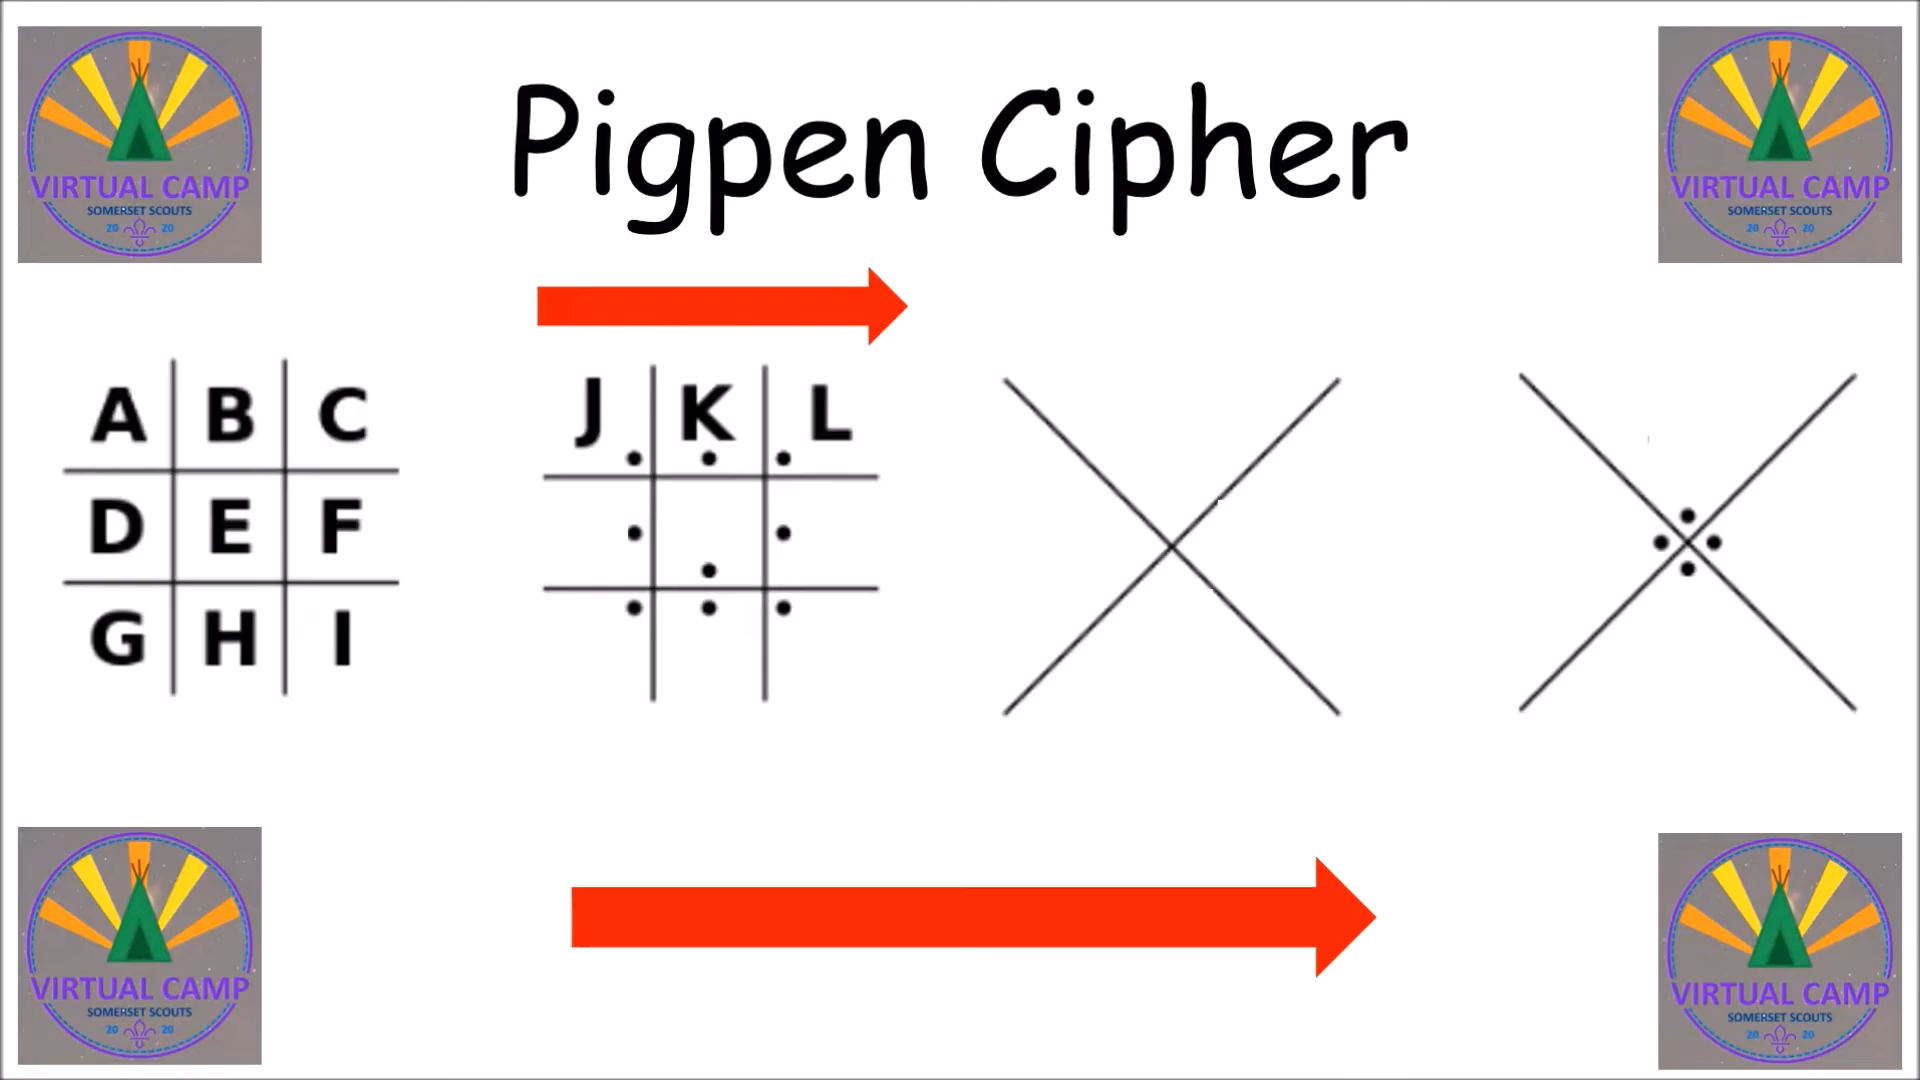 VIRTUAL CAMP
SOMERSET SCOUTS
20 20
Pigpen Cipher
VIRTUAL CAMP
SOMERSET SCOUTS
20 20
A B C
D E F
G H I
J K L
VIRTUAL CAMP
SOMERSET SCOUTS
20 20
VIRTUAL CAMP
SOMERSET SCOUTS
20 20